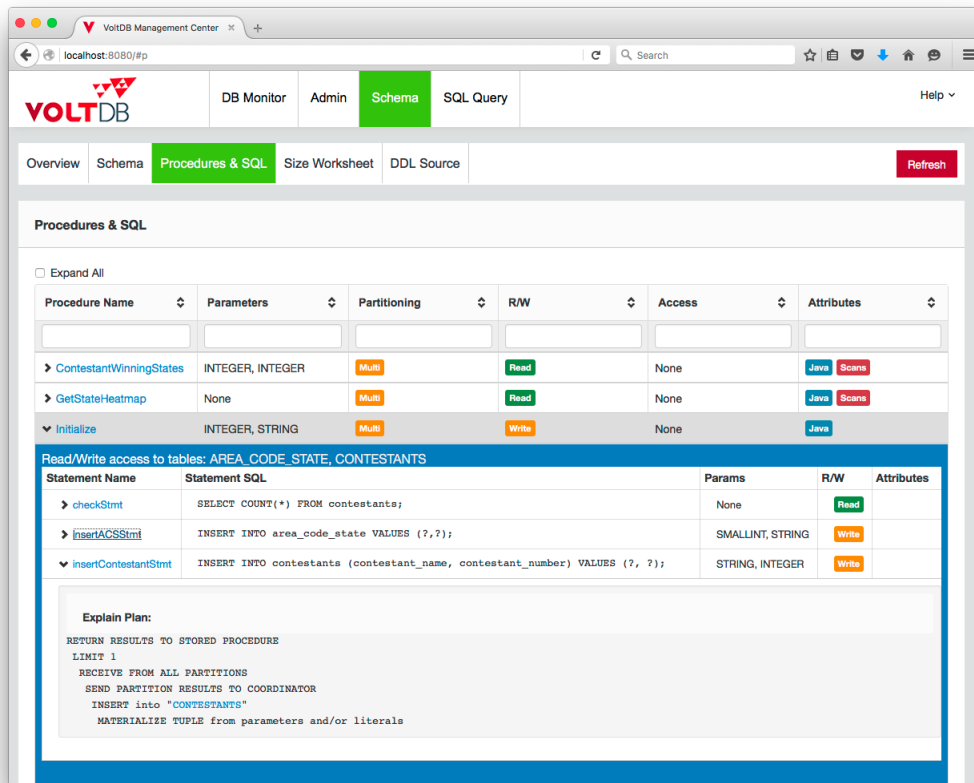 VoltDB Management Center
localhost:8080/#p
Search
VOLTDB
DB Monitor Admin Schema SQL Query Help
Overview Schema Procedures & SQL Size Worksheet DDL Source Refresh
Procedures & SQL
Expand All
Procedure Name Parameters Partitioning R/W Access Attributes
ContestantWinningStates INTEGER, INTEGER Multi Read None Java Scans
GetStateHeatmap None Multi Read None Java Scans
Initialize INTEGER, STRING Multi Write None Java
Read/Write access to tables: AREA_CODE_STATE, CONTESTANTS
Statement Name Statement SQL Params R/W Attributes
checkStmt SELECT COUNT(*) FROM contestants; None Read
insertACSStmt INSERT INTO area_code_state VALUES (?,?); SMALLINT, STRING Write
insertContestantStmt INSERT INTO contestants (contestant_name, contestant_number) VALUES (?, ?); STRING, INTEGER Write
Explain Plan:
RETURN RESULTS TO STORED PROCEDURE
LIMIT 1
RECEIVE FROM ALL PARTITIONS
SEND PARTITION RESULTS TO COORDINATOR
INSERT into "CONTESTANTS"
MATERIALIZE TUPLE from parameters and/or literals